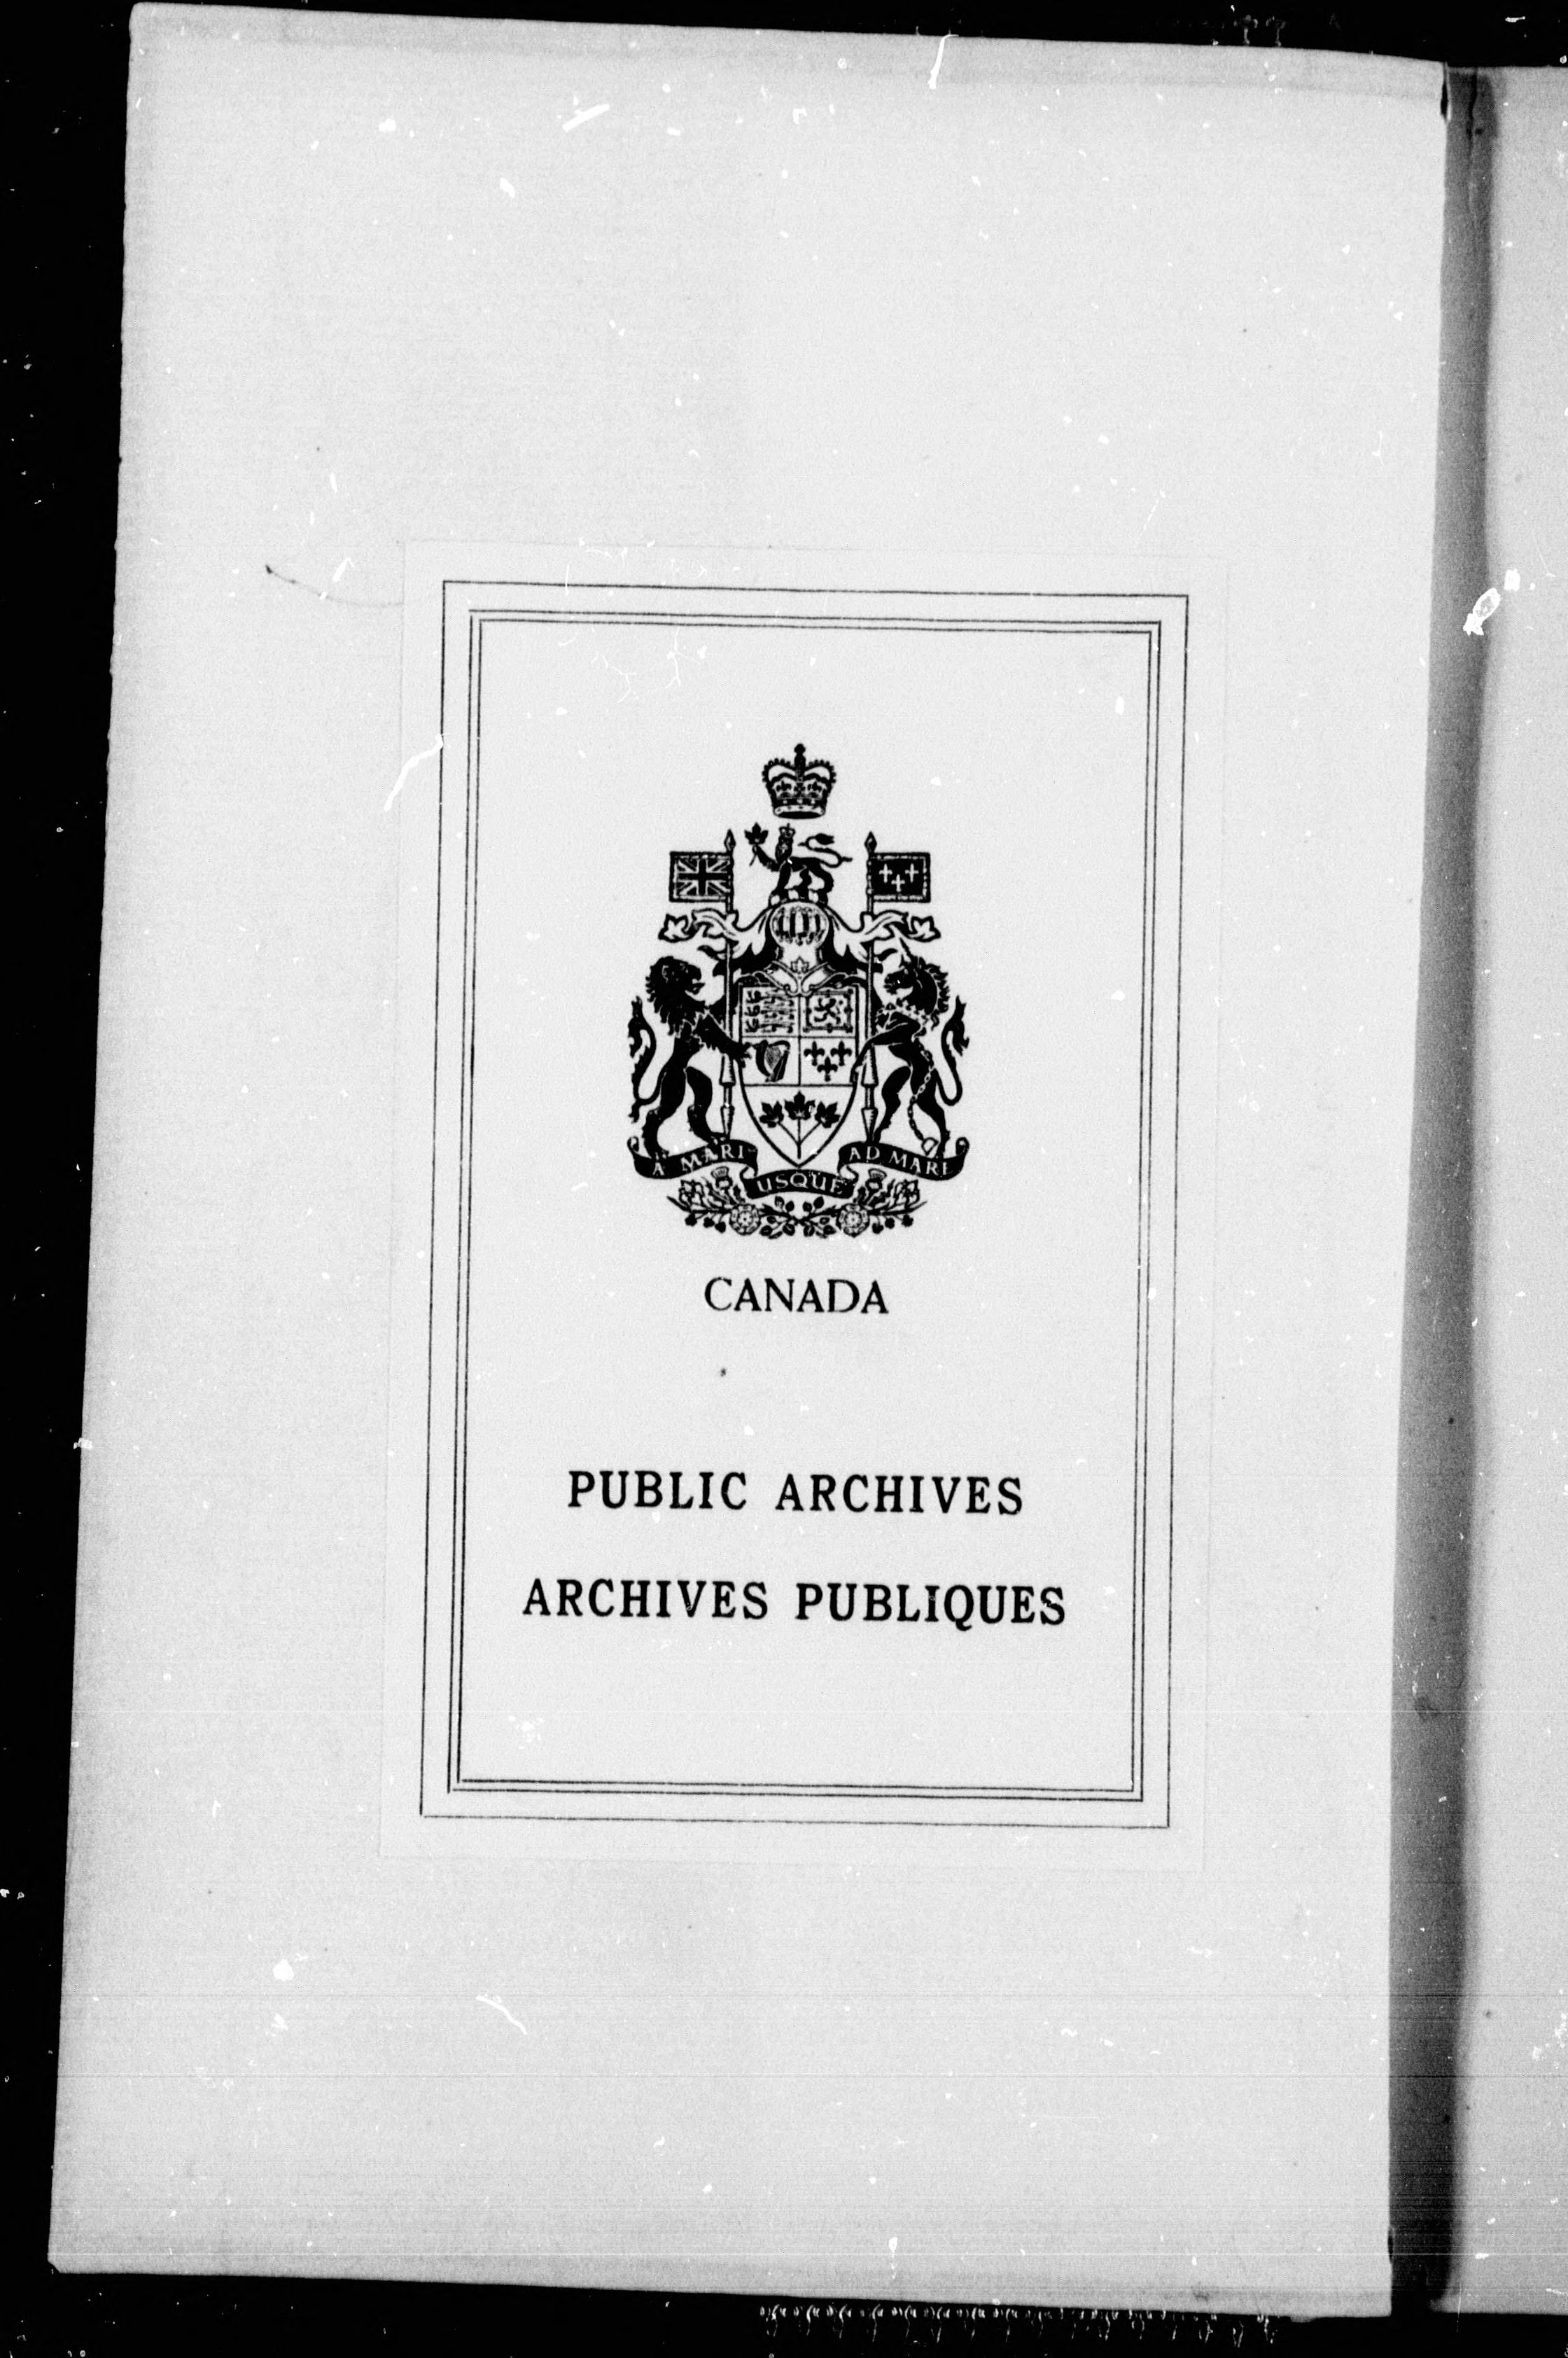 A MARI USQUE AD MARE
CANADA
PUBLIC ARCHIVES
ARCHIVES PUBLIQUES